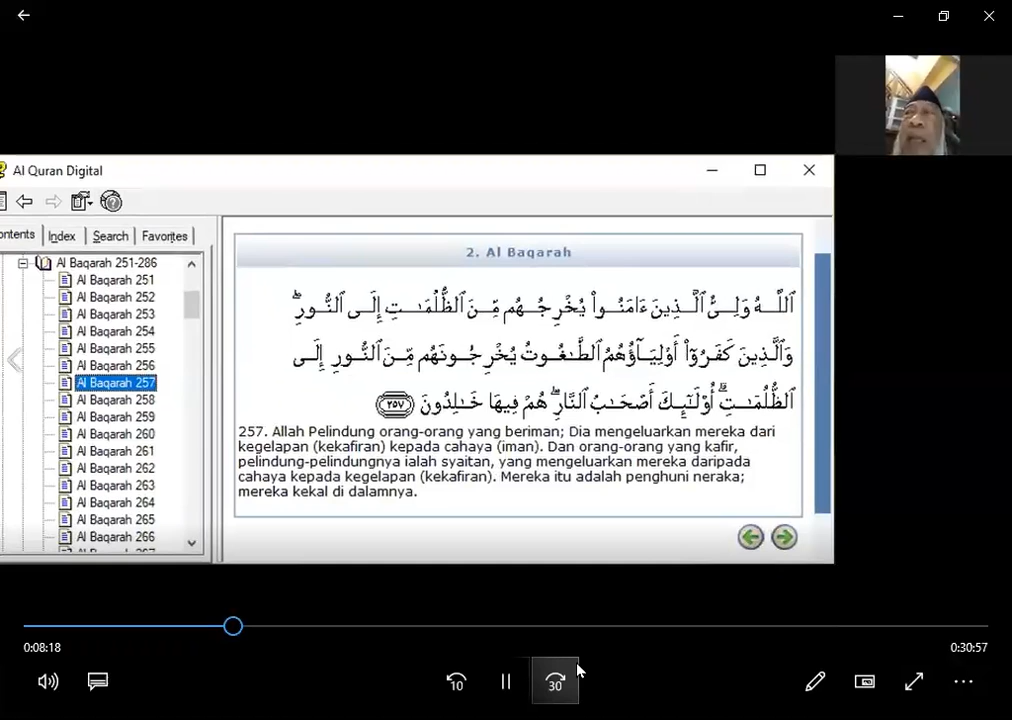 Al Quran Digital
Index
Search
Favorites
Al Baqarah 251-286
Al Baqarah 251
Al Baqarah 252
Al Baqarah 253
Al Baqarah 254
Al Baqarah 255
Al Baqarah 256
Al Baqarah 257
Al Baqarah 258
Al Baqarah 259
Al Baqarah 260
Al Baqarah 261
Al Baqarah 262
Al Baqarah 263
Al Baqarah 264
Al Baqarah 265
Al Baqarah 266
2. Al Baqarah
ٱللَّهُ وَلِىُّ ٱلَّذِينَ ءَامَنُوا۟ يُخْرِجُهُم مِّنَ ٱلظُّلُمَـٰتِ إِلَى ٱلنُّورِ ۖ
وَٱلَّذِينَ كَفَرُوٓا۟ أَوْلِيَآؤُهُمُ ٱلطَّـٰغُوتُ يُخْرِجُونَهُم مِّنَ ٱلنُّورِ إِلَى
ٱلظُّلُمَـٰتِ ۗ أُو۟لَـٰٓئِكَ أَصْحَـٰبُ ٱلنَّارِ ۖ هُمْ فِيهَا خَـٰلِدُونَ ٢٥٧
257. Allah Pelindung orang-orang yang beriman; Dia mengeluarkan mereka dari
kegelapan (kekafiran) kepada cahaya (iman). Dan orang-orang yang kafir,
pelindung-pelindungnya ialah syaitan, yang mengeluarkan mereka daripada
cahaya kepada kegelapan (kekafiran). Mereka itu adalah penghuni neraka;
mereka kekal di dalamnya.
0:08:18
0:30:57
10
30